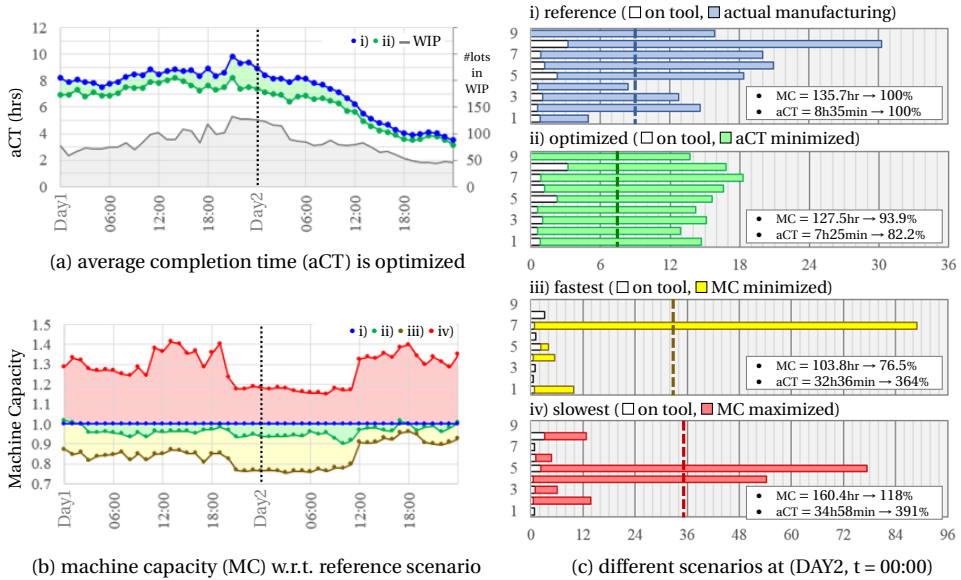 12
10
8
6
4
2
0
aCT (hrs)
i) ii) WIP
#lots
in
WIP
150
100
50
0
Day1
06:00
12:00
18:00
Day2
06:00
12:00
18:00
(a) average completion time (aCT) is optimized
1.5
1.4
1.3
1.2
1.1
1.0
0.9
0.8
0.7
Machine Capacity
i) ii) iii) iv)
Day1
06:00
12:00
18:00
Day2
06:00
12:00
18:00
(b) machine capacity (MC) w.r.t. reference scenario
i) reference ( on tool, actual manufacturing)
9
7
5
3
1
• MC = 135.7hr → 100%
• aCT = 8h35min → 100%
ii) optimized ( on tool, aCT minimized)
9
7
5
3
1
• MC = 127.5hr → 93.9%
• aCT = 7h25min → 82.2%
0 6 12 18 24 30 36
iii) fastest ( on tool, MC minimized)
9
7
5
3
1
• MC = 103.8hr → 76.5%
• aCT = 32h36min → 364%
iv) slowest ( on tool, MC maximized)
9
7
5
3
1
• MC = 160.4hr → 118%
• aCT = 34h58min → 391%
0 12 24 36 48 60 72 84 96
(c) different scenarios at (DAY2, t = 00:00)